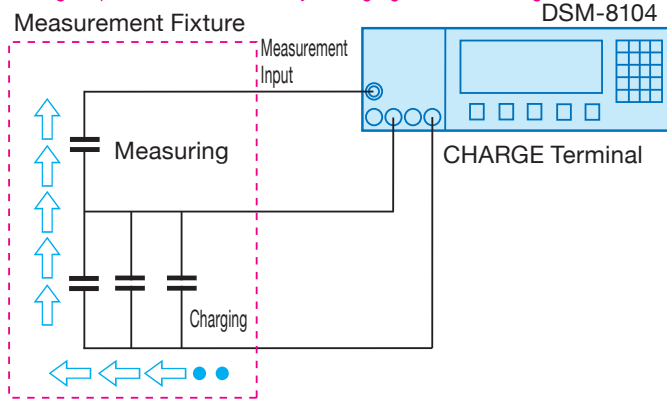 DSM-8104
Measurement Fixture
Measurement
Input
Measuring
CHARGE Terminal
Charging